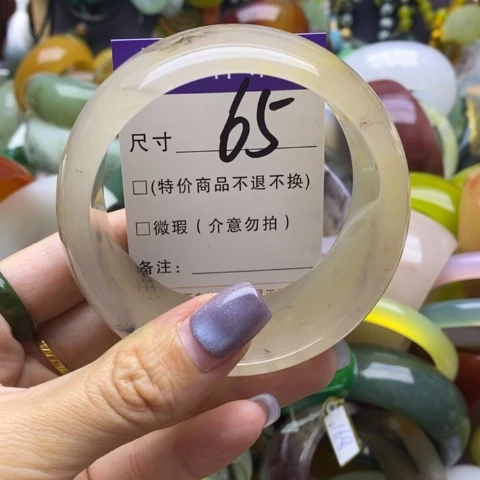 尺寸 65
□(特价商品不退不换)
□微瑕（介意勿拍）
备注：